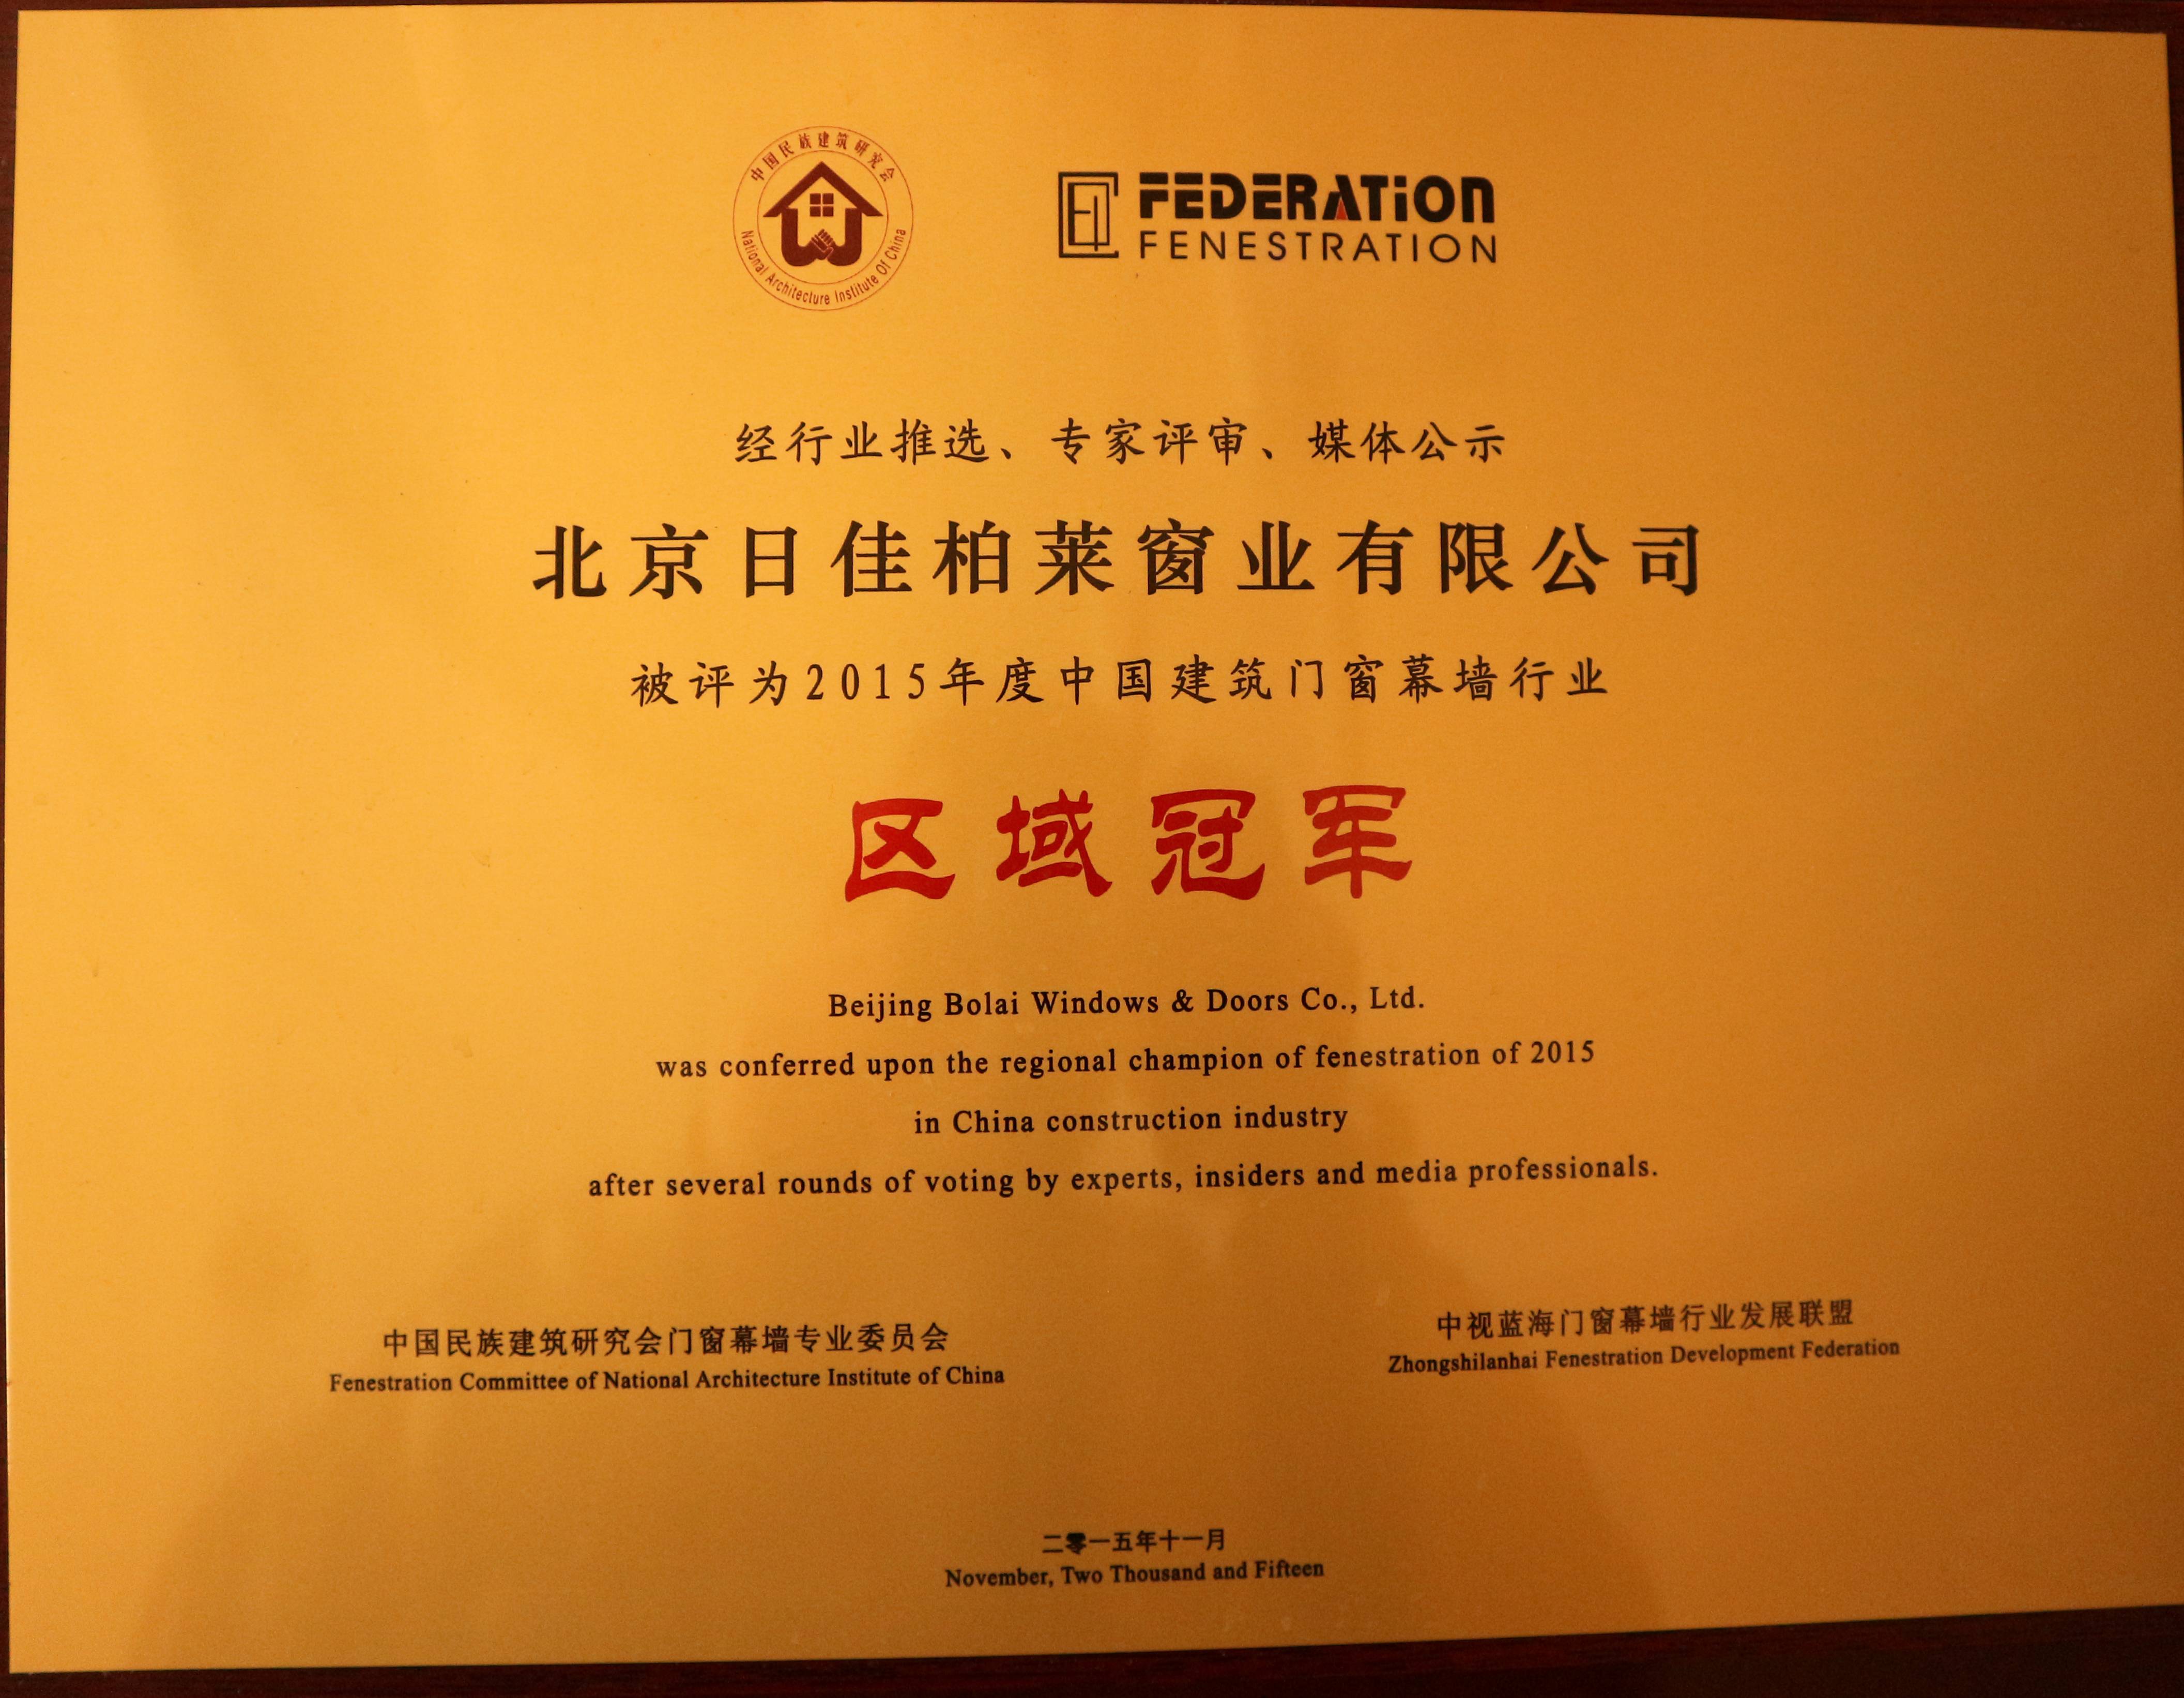 中国民族建筑研究会
National Architecture Institute Of China
FEDERATiON
FENESTRATION
经行业推选、专家评审、媒体公示
北京日佳柏莱窗业有限公司
被评为2015年度中国建筑门窗幕墙行业
区域冠军
Beijing Bolai Windows & Doors Co., Ltd.
was conferred upon the regional champion of fenestration of 2015
in China construction industry
after several rounds of voting by experts, insiders and media professionals.
中国民族建筑研究会门窗幕墙专业委员会
Fenestration Committee of National Architecture Institute of China
中视蓝海门窗幕墙行业发展联盟
Zhongshilanhai Fenestration Development Federation
二零一五年十一月
November, Two Thousand and Fifteen